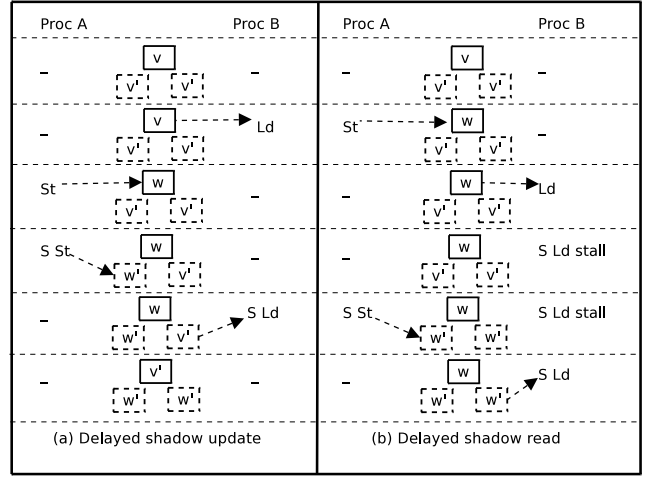 Proc A Proc B
v
– v' v' –
v
– v' v' Ld
St w
v' v' –
S St w
w' v' –
w S Ld
– w' v'
v'
– w' w' –
(a) Delayed shadow update
Proc A Proc B
v
– v' v' –
St w
v' v' –
w
– v' v' Ld
w S Ld stall
– v' v'
S St w S Ld stall
w' w'
w S Ld
– w' w'
(b) Delayed shadow read